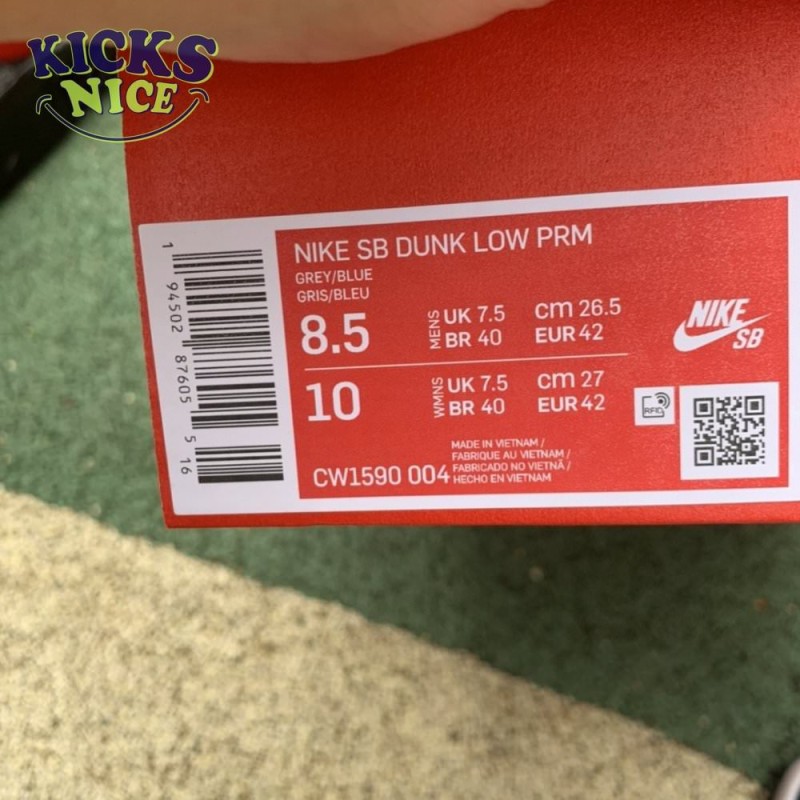 KICKS
NICE
NIKE SB DUNK LOW PRM
GREY/BLUE
GRIS/BLEU
8.5
MENS
UK 7.5
BR 40
cm 26.5
EUR 42
10
WMNS
UK 7.5
BR 40
cm 27
EUR 42
NIKE
SB
RFID
CW1590 004
MADE IN VIETNAM /
FABRIQUE AU VIETNAM /
FABRICADO NO VIETNÃ /
HECHO EN VIETNAM
1 94502 87605 5 16